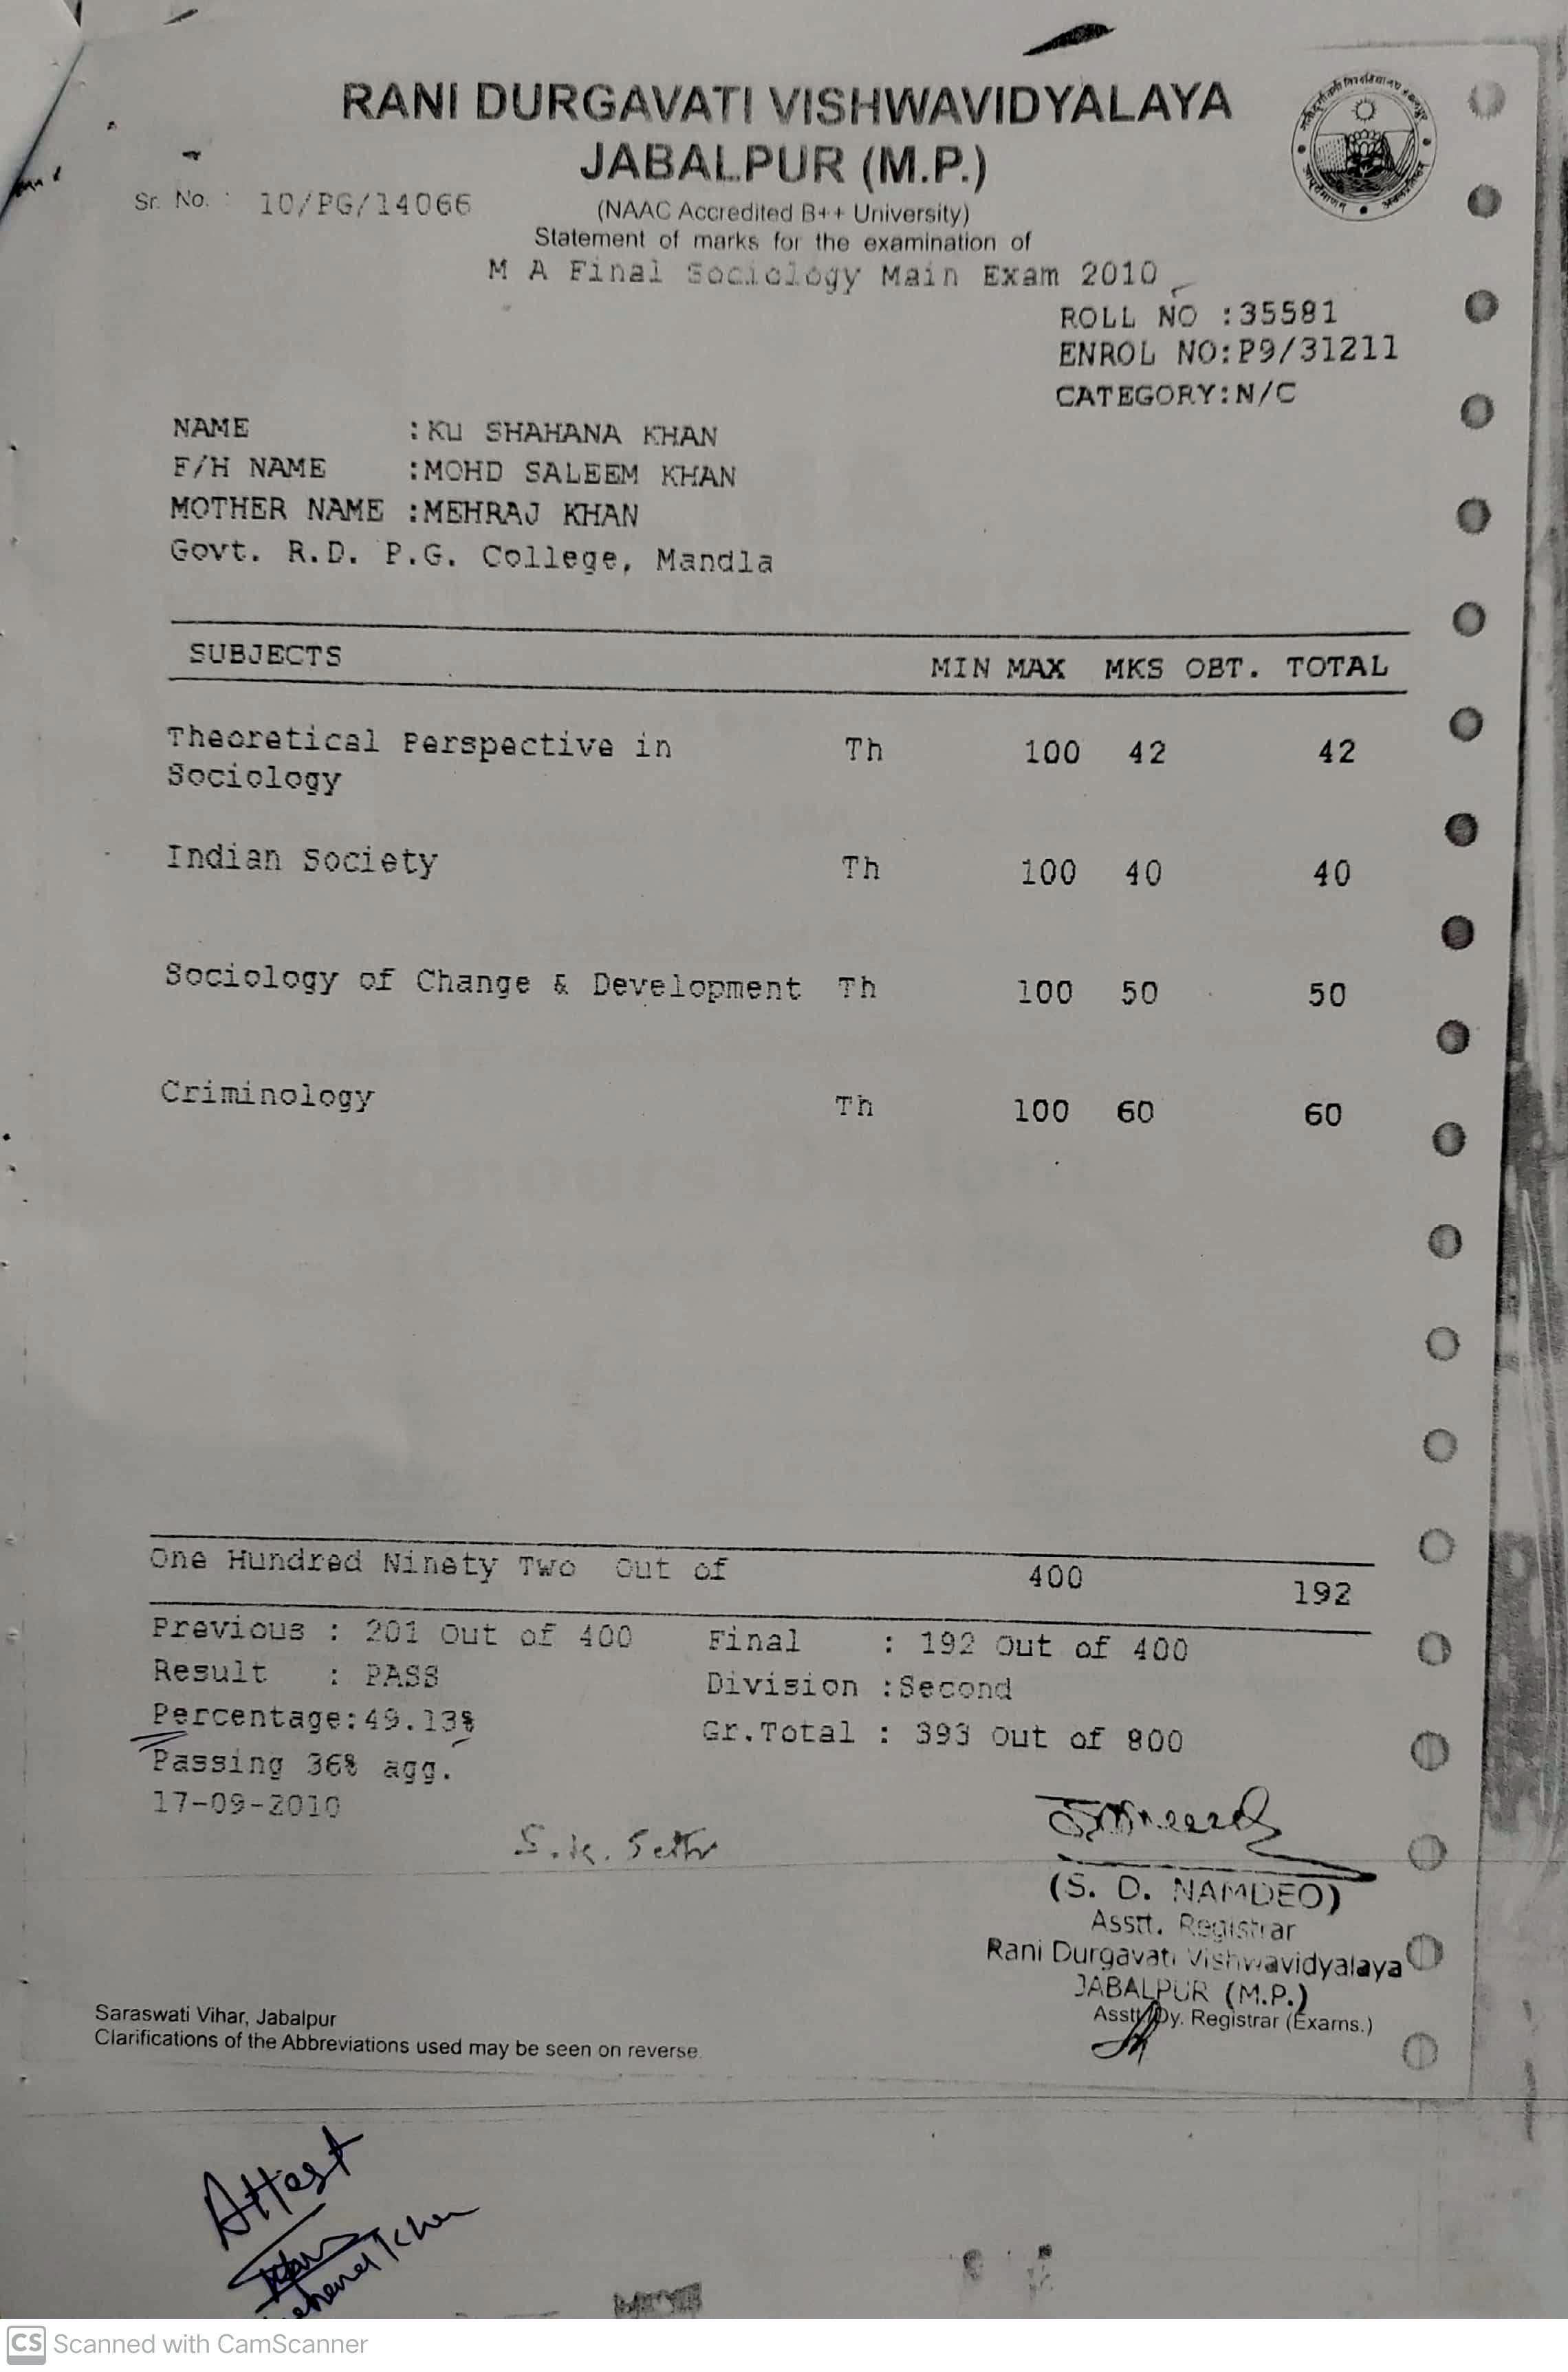 RANI DURGAVATI VISHWAVIDYALAYA
JABALPUR (M.P.)
Sr. No. : 10/PG/14066
(NAAC Accredited B++ University)
Statement of marks for the examination of
M A Final Sociology Main Exam 2010
ROLL NO :35581
ENROL NO:P9/31211
CATEGORY:N/C
NAME :KU SHAHANA KHAN
F/H NAME :MOHD SALEEM KHAN
MOTHER NAME :MEHRAJ KHAN
Govt. R.D. P.G. College, Mandla
SUBJECTS MIN MAX MKS OBT. TOTAL
Theoretical Perspective in Th 100 42 42
Sociology
Indian Society Th 100 40 40
Sociology of Change & Development Th 100 50 50
Criminology Th 100 60 60
One Hundred Ninety Two Out of 400 192
Previous : 201 Out of 400 Final : 192 Out of 400
Result : PASS Division :Second
Percentage:49.13% Gr.Total : 393 Out of 800
Passing 36% agg.
17-09-2010
(S. D. NAMDEO)
Asstt. Registrar
Rani Durgavati Vishwavidyalaya
JABALPUR (M.P.)
Asstt./Dy. Registrar (Exams.)
Saraswati Vihar, Jabalpur
Clarifications of the Abbreviations used may be seen on reverse.
Attest
CS Scanned with CamScanner